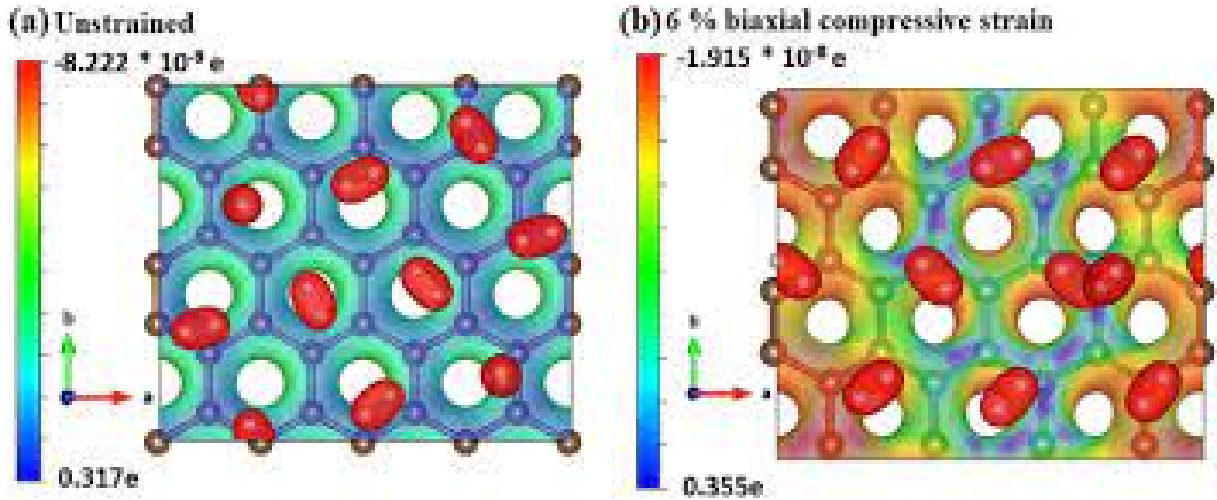 (a) Unstrained
-8.222 * 10⁻⁹ e
b
a
0.317e
(b) 6 % biaxial compressive strain
-1.915 * 10⁻⁸ e
a
0.355e